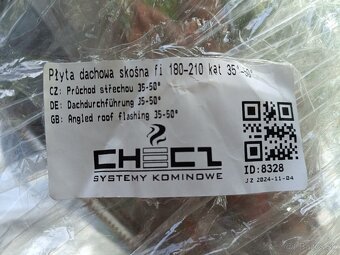 Płyta dachowa skośna fi 180-210 kąt 35°-50°
CZ: Průchod střechou 35-50°
DE: Dachdurchführung 35-50°
GB: Angled roof flashing 35-50°
CHECZ
SYSTEMY KOMINOWE
ID:8328
JZ 2024-11-04